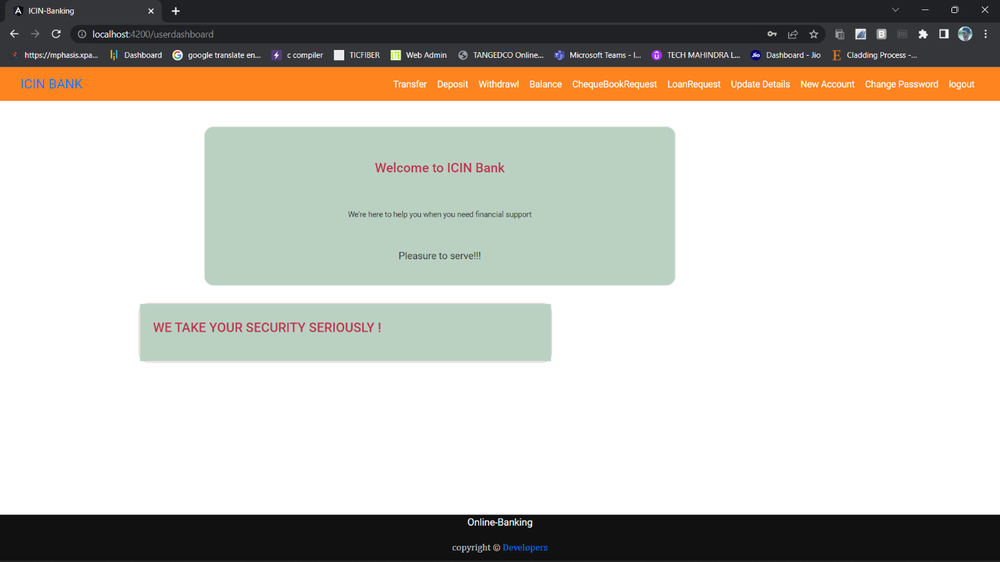 ICIN-Banking
localhost:4200/userdashboard
https://mphasis.xpa... Dashboard google translate en... c compiler TICFIBER Web Admin TANGEDCO Online... Microsoft Teams - I... TECH MAHINDRA L... Jio Dashboard - Jio Cladding Process -...
ICIN BANK Transfer Deposit Withdrawl Balance ChequeBookRequest LoanRequest Update Details New Account Change Password logout
Welcome to ICIN Bank
We're here to help you when you need financial support
Pleasure to serve!!!
WE TAKE YOUR SECURITY SERIOUSLY !
Online-Banking
copyright © Developers